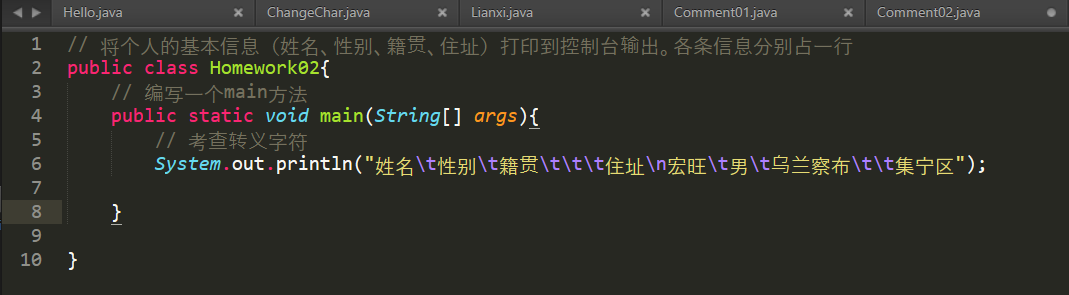 Hello.java ChangeChar.java Lianxi.java Comment01.java Comment02.java
1 // 将个人的基本信息（姓名、性别、籍贯、住址）打印到控制台输出。各条信息分别占一行
2 public class Homework02{
3 // 编写一个main方法
4 public static void main(String[] args){
5 // 考查转义字符
6 System.out.println("姓名\t性别\t籍贯\t\t\t住址\n宏旺\t男\t乌兰察布\t\t集宁区");
7
8 }
9
10 }